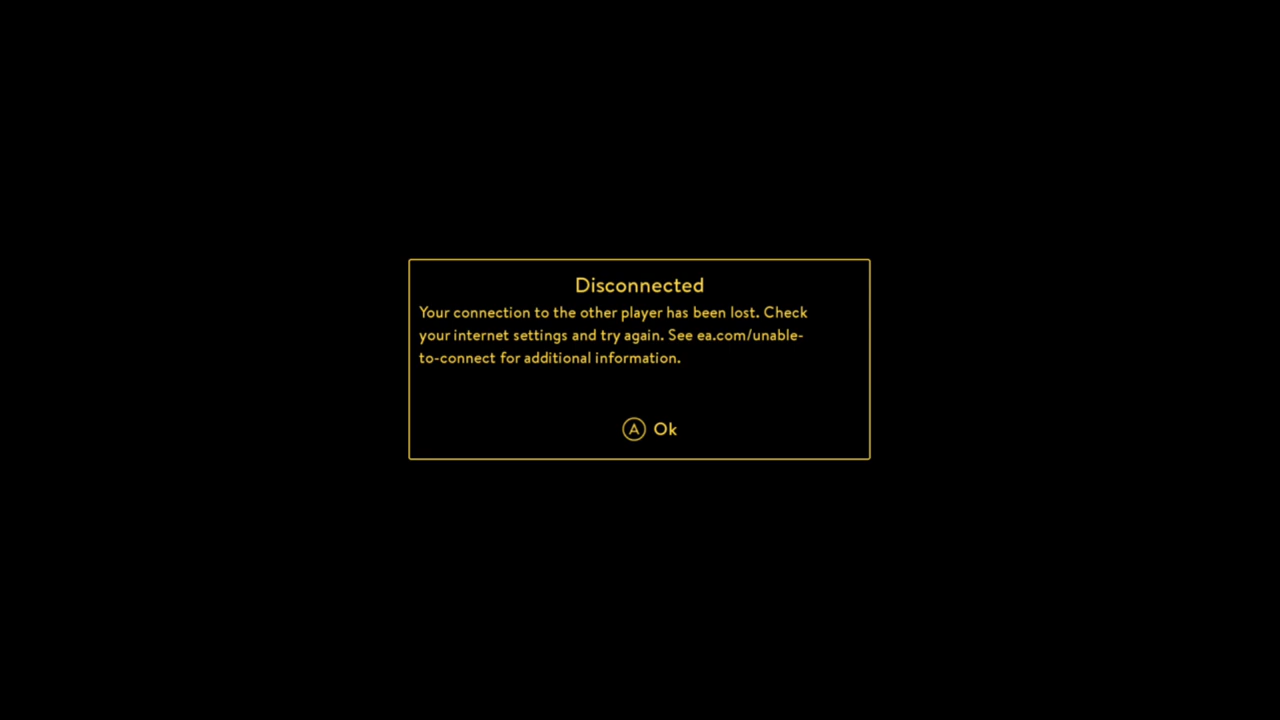 Disconnected
Your connection to the other player has been lost. Check
your internet settings and try again. See ea.com/unable-
to-connect for additional information.
A Ok